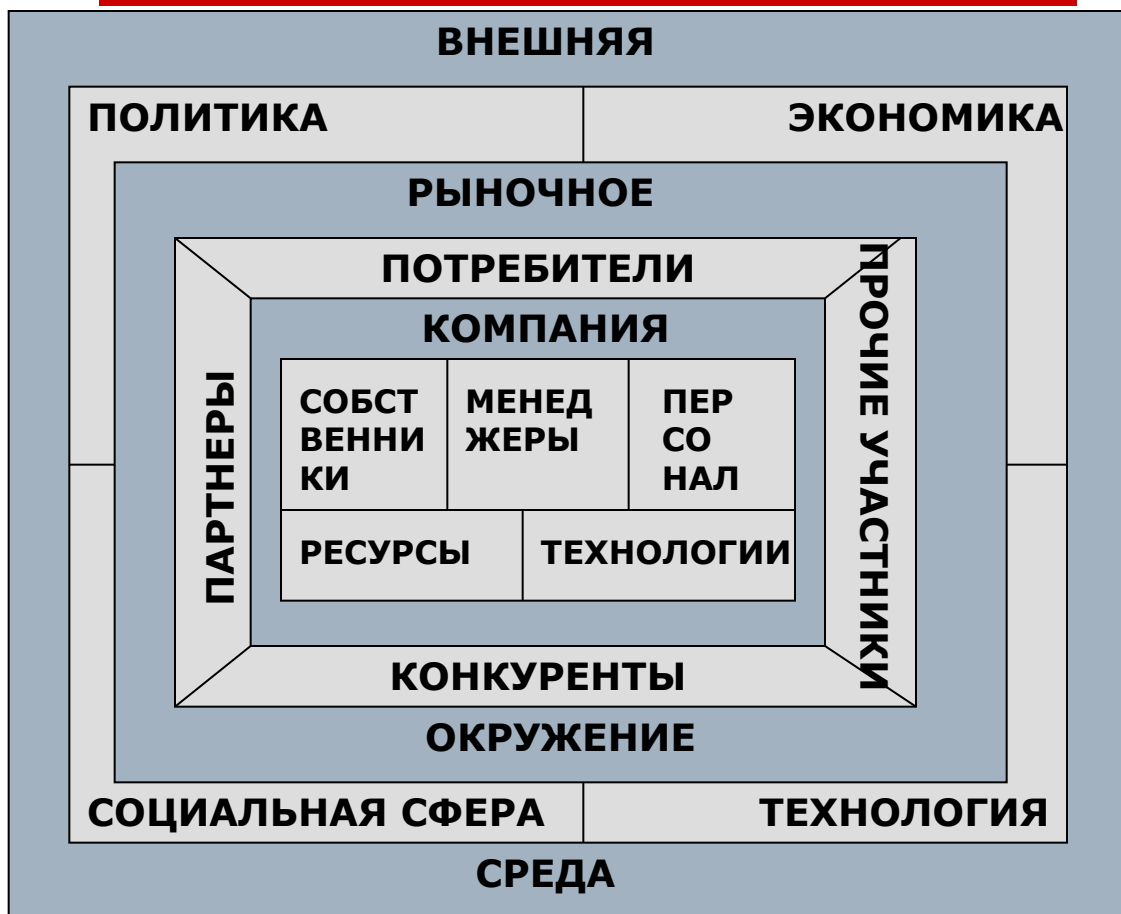 ВНЕШНЯЯ
ПОЛИТИКА
ЭКОНОМИКА
РЫНОЧНОЕ
ПОТРЕБИТЕЛИ
ПРОЧИЕ УЧАСТНИКИ
КОМПАНИЯ
ПАРТНЕРЫ
СОБСТ
ВЕННИ
КИ
МЕНЕД
ЖЕРЫ
ПЕР
СО
НАЛ
РЕСУРСЫ
ТЕХНОЛОГИИ
КОНКУРЕНТЫ
ОКРУЖЕНИЕ
СОЦИАЛЬНАЯ СФЕРА
ТЕХНОЛОГИЯ
СРЕДА